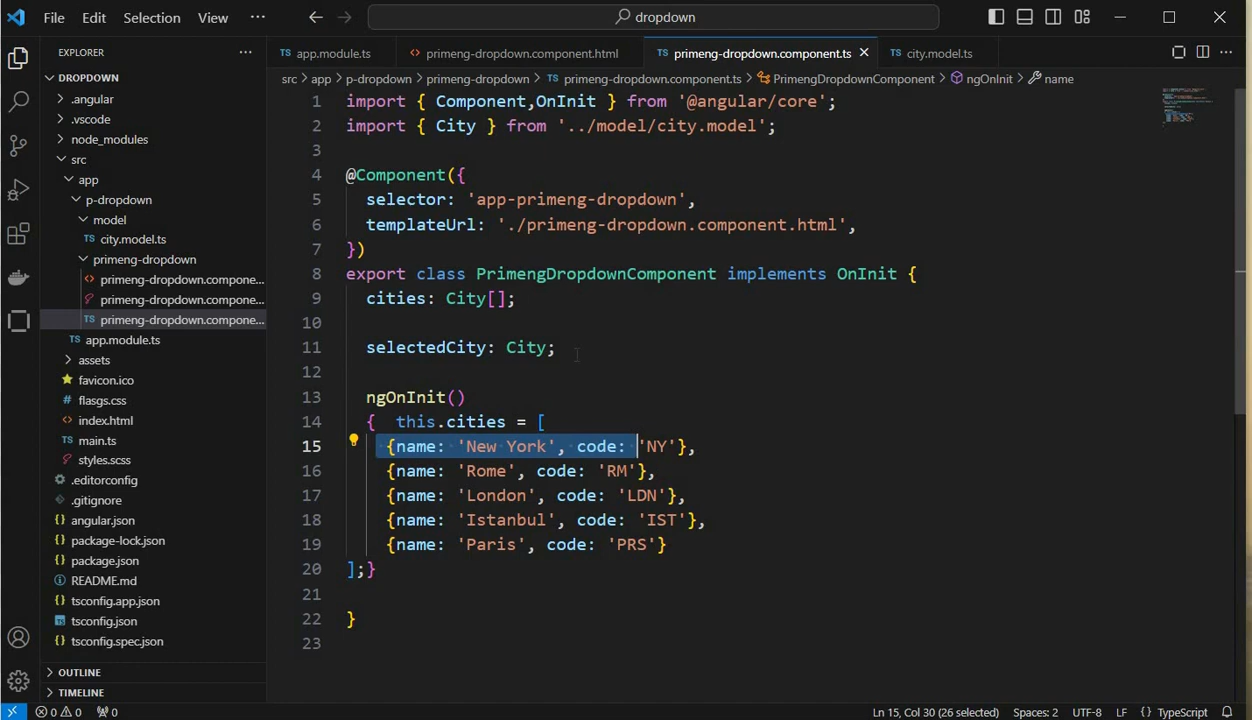 File Edit Selection View ··· dropdown
EXPLORER ···
app.module.ts primeng-dropdown.component.html primeng-dropdown.component.ts city.model.ts ···
src > app > p-dropdown > primeng-dropdown > primeng-dropdown.component.ts > PrimengDropdownComponent > ngOnInit > name
DROPDOWN
.angular
.vscode
node_modules
src
app
p-dropdown
model
city.model.ts
primeng-dropdown
primeng-dropdown.compone...
primeng-dropdown.compone...
primeng-dropdown.compone...
app.module.ts
assets
favicon.ico
flasgs.css
index.html
main.ts
styles.scss
.editorconfig
.gitignore
angular.json
package-lock.json
package.json
README.md
tsconfig.app.json
tsconfig.json
tsconfig.spec.json
OUTLINE
TIMELINE
1 import { Component,OnInit } from '@angular/core';
2 import { City } from '../model/city.model';
3
4 @Component({
5 selector: 'app-primeng-dropdown',
6 templateUrl: './primeng-dropdown.component.html',
7 })
8 export class PrimengDropdownComponent implements OnInit {
9 cities: City[];
10
11 selectedCity: City;
12
13 ngOnInit()
14 { this.cities = [
15 {name: 'New York', code: 'NY'},
16 {name: 'Rome', code: 'RM'},
17 {name: 'London', code: 'LDN'},
18 {name: 'Istanbul', code: 'IST'},
19 {name: 'Paris', code: 'PRS'}
20 ];}
21
22 }
23
0 0 0 Ln 15, Col 30 (26 selected) Spaces: 2 UTF-8 LF {} TypeScript